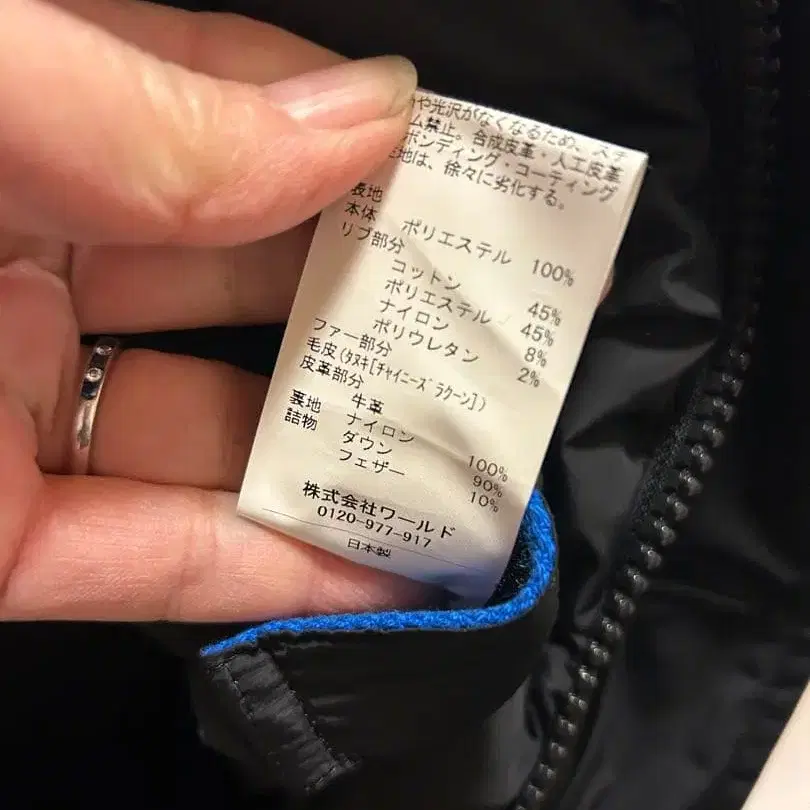 や光沢がなくなるため、スチ
ム禁止。合成皮革・人工皮革
ボンディング・コーティング
地は、徐々に劣化する。
表地
本体 ポリエステル 100%
リブ部分
コットン 45%
ポリエステル 45%
ナイロン 8%
ポリウレタン 2%
ファー部分
毛皮(タヌキ[チャイニーズラクーン])
皮革部分
牛革
裏地 ナイロン 100%
詰物 ダウン 90%
フェザー 10%
株式会社ワールド
0120-977-917
日本製